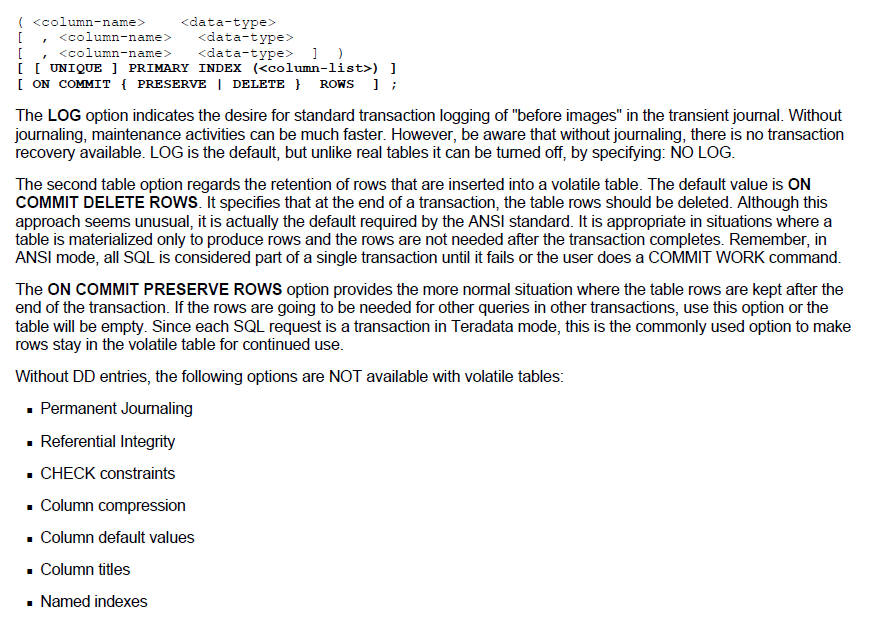 ( <column-name> <data-type>
[ , <column-name> <data-type>
[ , <column-name> <data-type> ] )
[ [ UNIQUE ] PRIMARY INDEX (<column-list>) ]
[ ON COMMIT { PRESERVE | DELETE } ROWS ] ;
The LOG option indicates the desire for standard transaction logging of "before images" in the transient journal. Without
journaling, maintenance activities can be much faster. However, be aware that without journaling, there is no transaction
recovery available. LOG is the default, but unlike real tables it can be turned off, by specifying: NO LOG.
The second table option regards the retention of rows that are inserted into a volatile table. The default value is ON
COMMIT DELETE ROWS. It specifies that at the end of a transaction, the table rows should be deleted. Although this
approach seems unusual, it is actually the default required by the ANSI standard. It is appropriate in situations where a
table is materialized only to produce rows and the rows are not needed after the transaction completes. Remember, in
ANSI mode, all SQL is considered part of a single transaction until it fails or the user does a COMMIT WORK command.
The ON COMMIT PRESERVE ROWS option provides the more normal situation where the table rows are kept after the
end of the transaction. If the rows are going to be needed for other queries in other transactions, use this option or the
table will be empty. Since each SQL request is a transaction in Teradata mode, this is the commonly used option to make
rows stay in the volatile table for continued use.
Without DD entries, the following options are NOT available with volatile tables:
▪ Permanent Journaling
▪ Referential Integrity
▪ CHECK constraints
▪ Column compression
▪ Column default values
▪ Column titles
▪ Named indexes